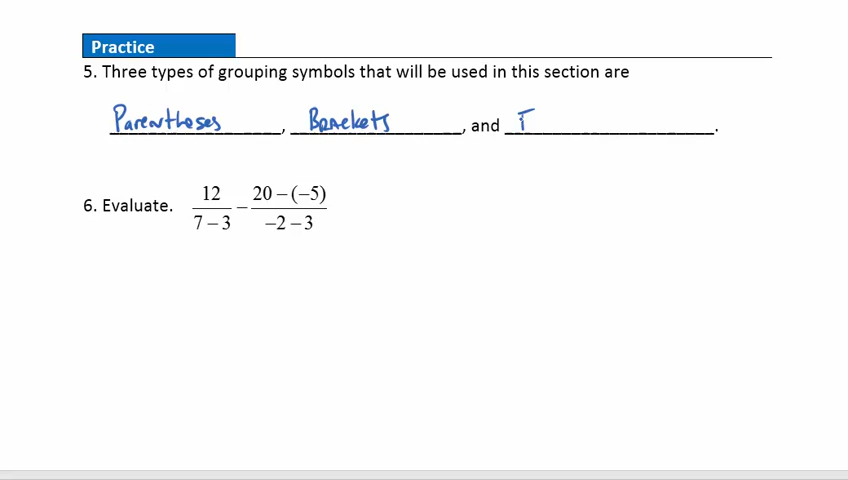 Practice
5. Three types of grouping symbols that will be used in this section are
Parentheses, Brackets, and
.
6. Evaluate. 12/(7 – 3) – (20 – (–5))/(–2 – 3)